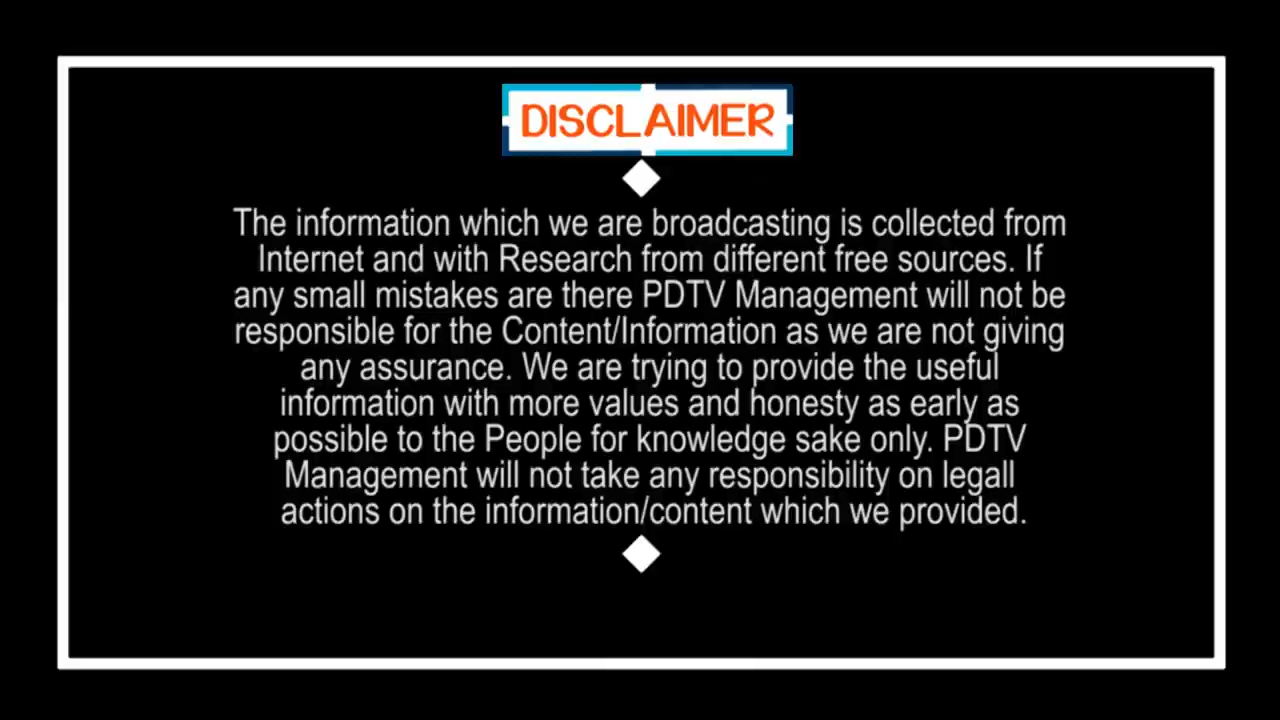 DISCLAIMER
The information which we are broadcasting is collected from
Internet and with Research from different free sources. If
any small mistakes are there PDTV Management will not be
responsible for the Content/Information as we are not giving
any assurance. We are trying to provide the useful
information with more values and honesty as early as
possible to the People for knowledge sake only. PDTV
Management will not take any responsibility on legall
actions on the information/content which we provided.